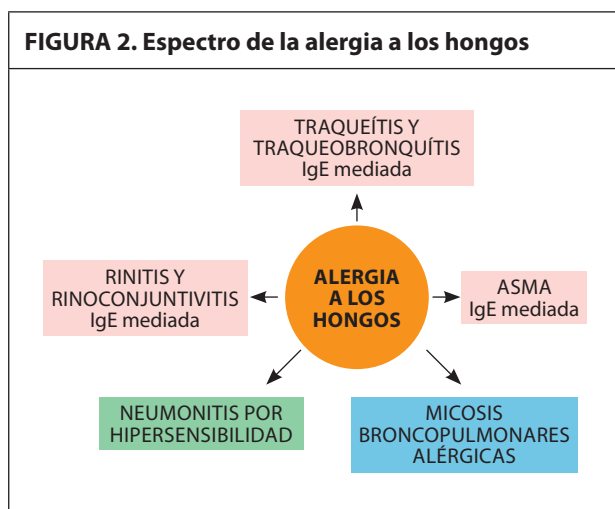 FIGURA 2. Espectro de la alergia a los hongos
TRAQUEÍTIS Y
TRAQUEOBRONQUÍTIS
IgE mediada
RINITIS Y
RINOCONJUNTIVITIS
IgE mediada
ALERGIA
A LOS
HONGOS
ASMA
IgE mediada
NEUMONITIS POR
HIPERSENSIBILIDAD
MICOSIS
BRONCOPULMONARES
ALÉRGICAS